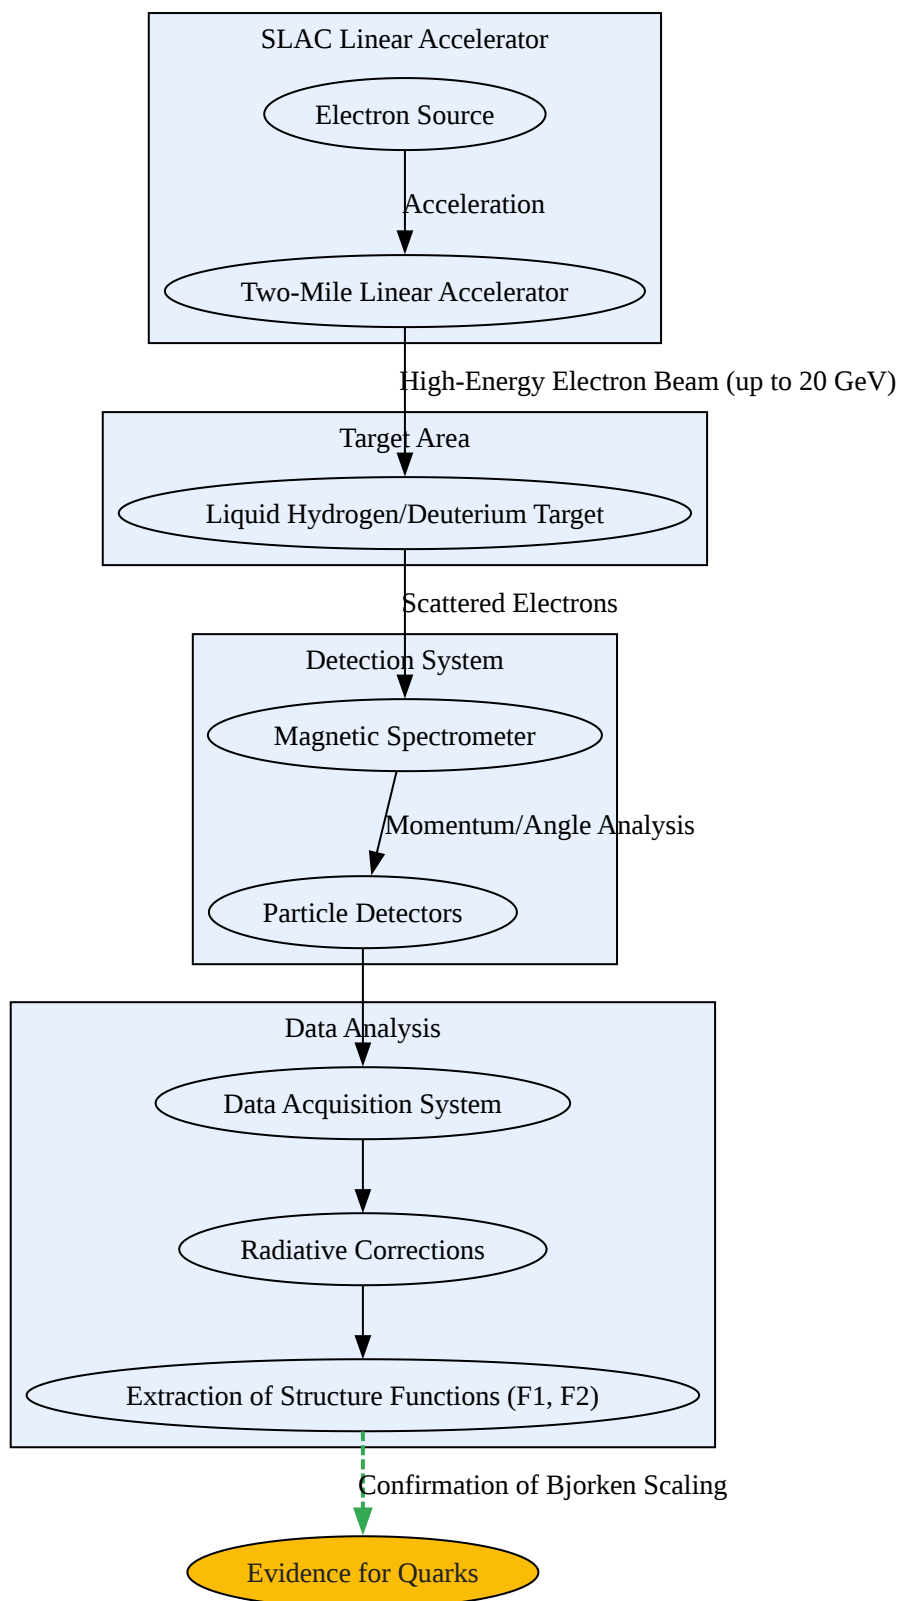 SLAC Linear Accelerator
Electron Source
Acceleration
Two-Mile Linear Accelerator
High-Energy Electron Beam (up to 20 GeV)
Target Area
Liquid Hydrogen/Deuterium Target
Scattered Electrons
Detection System
Magnetic Spectrometer
Momentum/Angle Analysis
Particle Detectors
Data Analysis
Data Acquisition System
Radiative Corrections
Extraction of Structure Functions (F1, F2)
Confirmation of Bjorken Scaling
Evidence for Quarks